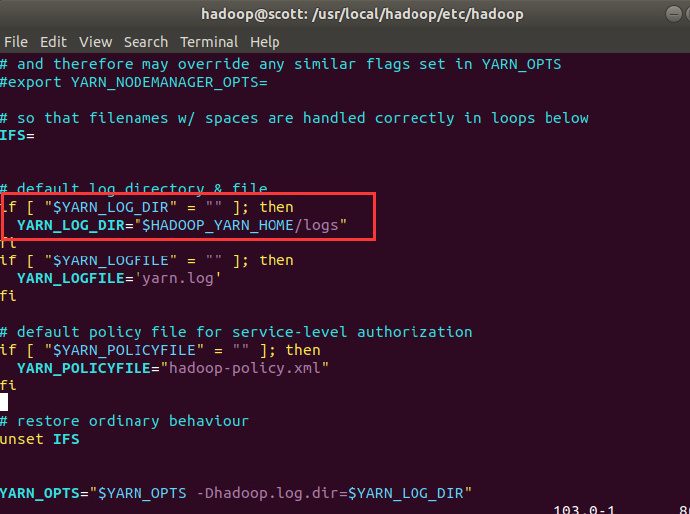 hadoop@scott: /usr/local/hadoop/etc/hadoop
File Edit View Search Terminal Help
# and therefore may override any similar flags set in YARN_OPTS
#export YARN_NODEMANAGER_OPTS=
# so that filenames w/ spaces are handled correctly in loops below
IFS=
# default log directory & file
if [ "$YARN_LOG_DIR" = "" ]; then
  YARN_LOG_DIR="$HADOOP_YARN_HOME/logs"
fi
if [ "$YARN_LOGFILE" = "" ]; then
  YARN_LOGFILE='yarn.log'
fi
# default policy file for service-level authorization
if [ "$YARN_POLICYFILE" = "" ]; then
  YARN_POLICYFILE="hadoop-policy.xml"
fi
# restore ordinary behaviour
unset IFS
YARN_OPTS="$YARN_OPTS -Dhadoop.log.dir=$YARN_LOG_DIR"
103,0-1